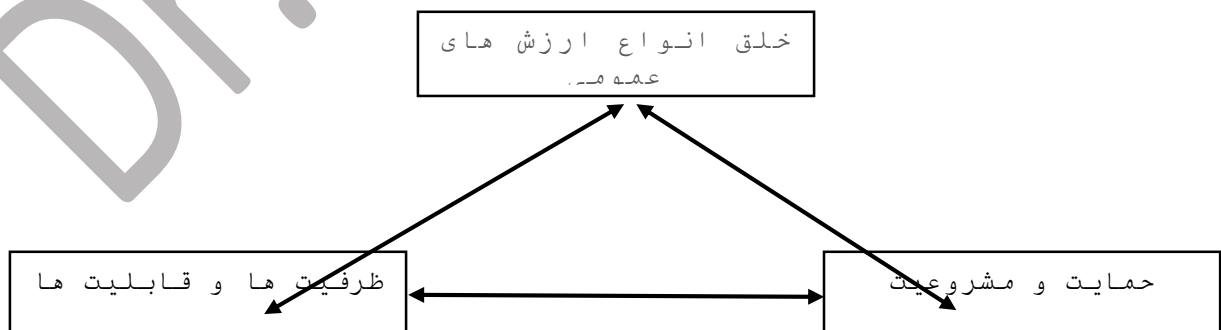 خلق انواع ارزش های
عمومی
ظرفیت ها و قابلیت ها
حمایت و مشروعیت